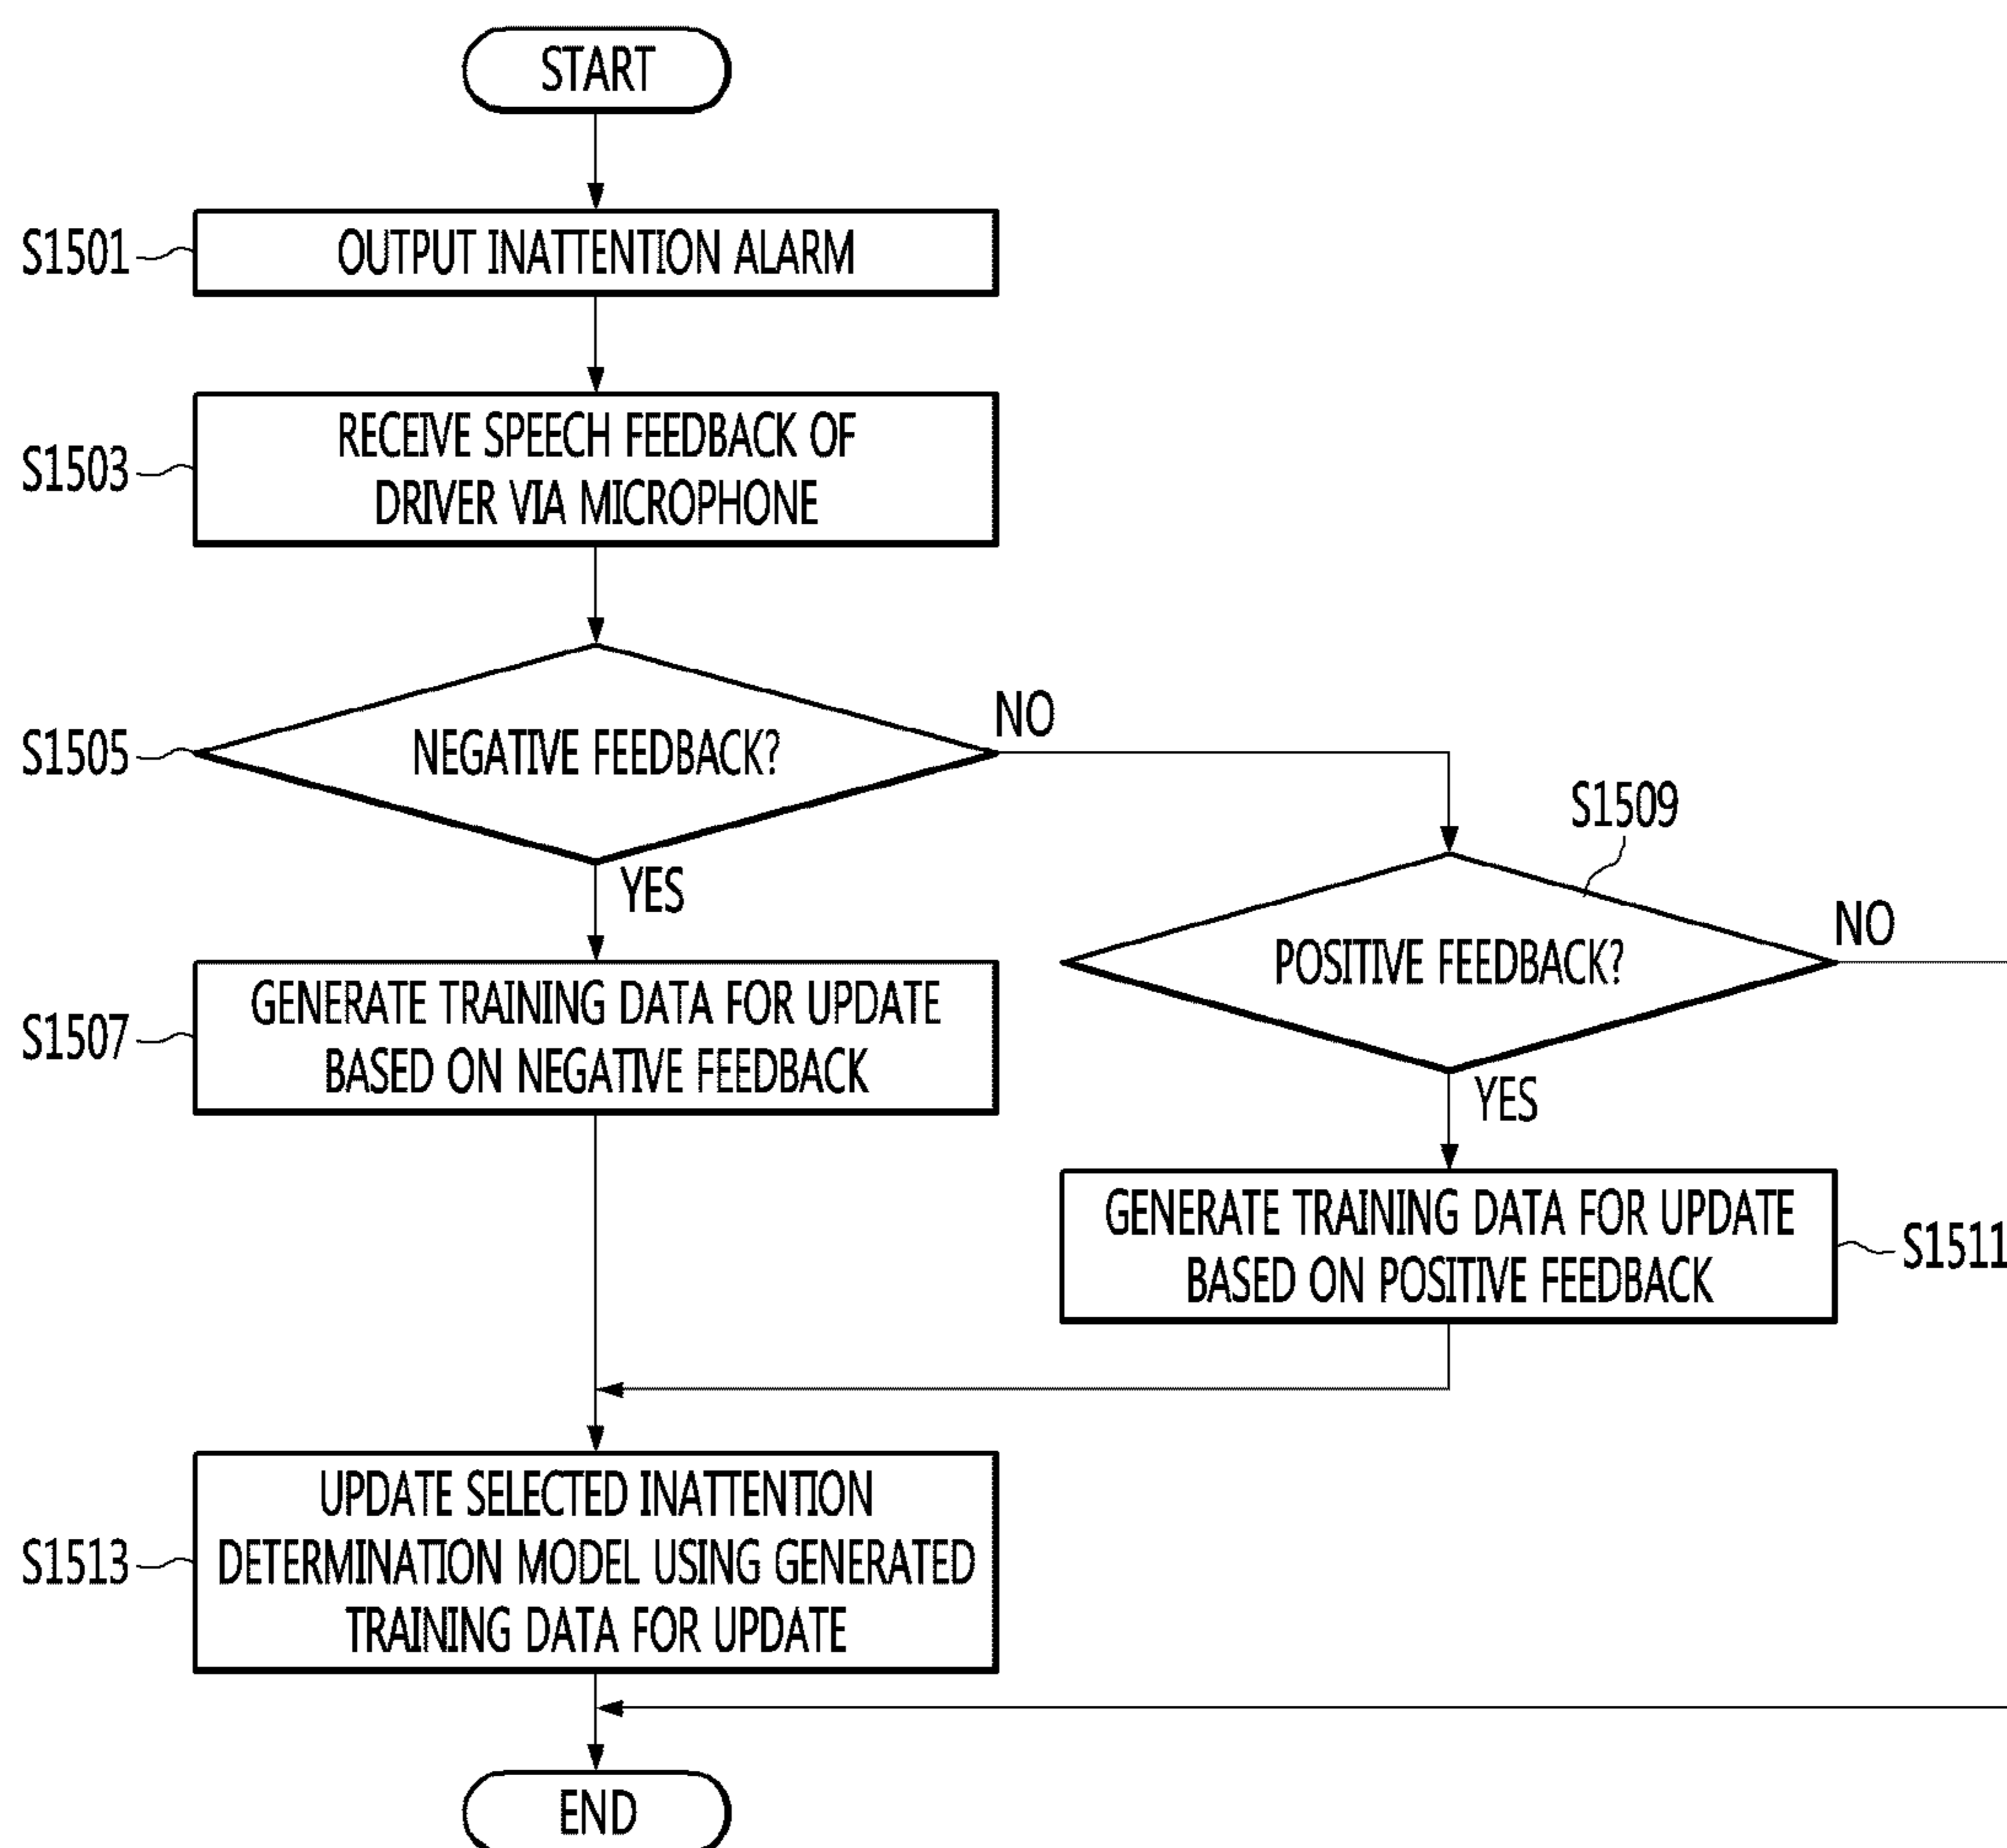 START
S1501
OUTPUT INATTENTION ALARM
S1503
RECEIVE SPEECH FEEDBACK OF
DRIVER VIA MICROPHONE
S1505
NEGATIVE FEEDBACK?
NO
YES
S1509
POSITIVE FEEDBACK?
NO
YES
S1507
GENERATE TRAINING DATA FOR UPDATE
BASED ON NEGATIVE FEEDBACK
GENERATE TRAINING DATA FOR UPDATE
BASED ON POSITIVE FEEDBACK
S1511
S1513
UPDATE SELECTED INATTENTION
DETERMINATION MODEL USING GENERATED
TRAINING DATA FOR UPDATE
END